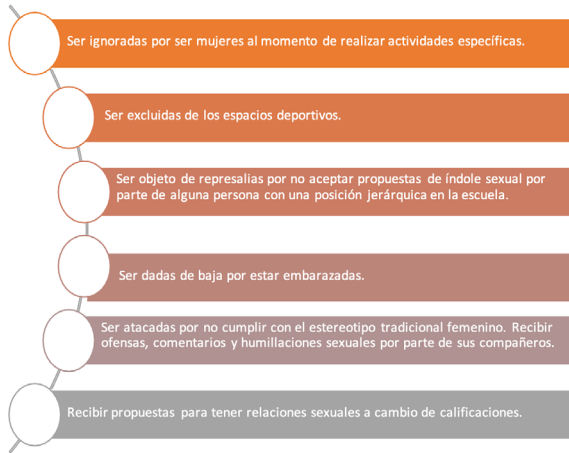 Ser ignoradas por ser mujeres al momento de realizar actividades específicas.
Ser excluidas de los espacios deportivos.
Ser objeto de represalias por no aceptar propuestas de índole sexual por
parte de alguna persona con una posición jerárquica en la escuela.
Ser dadas de baja por estar embarazadas.
Ser atacadas por no cumplir con el estereotipo tradicional femenino. Recibir
ofensas, comentarios y humillaciones sexuales por parte de sus compañeros.
Recibir propuestas para tener relaciones sexuales a cambio de calificaciones.